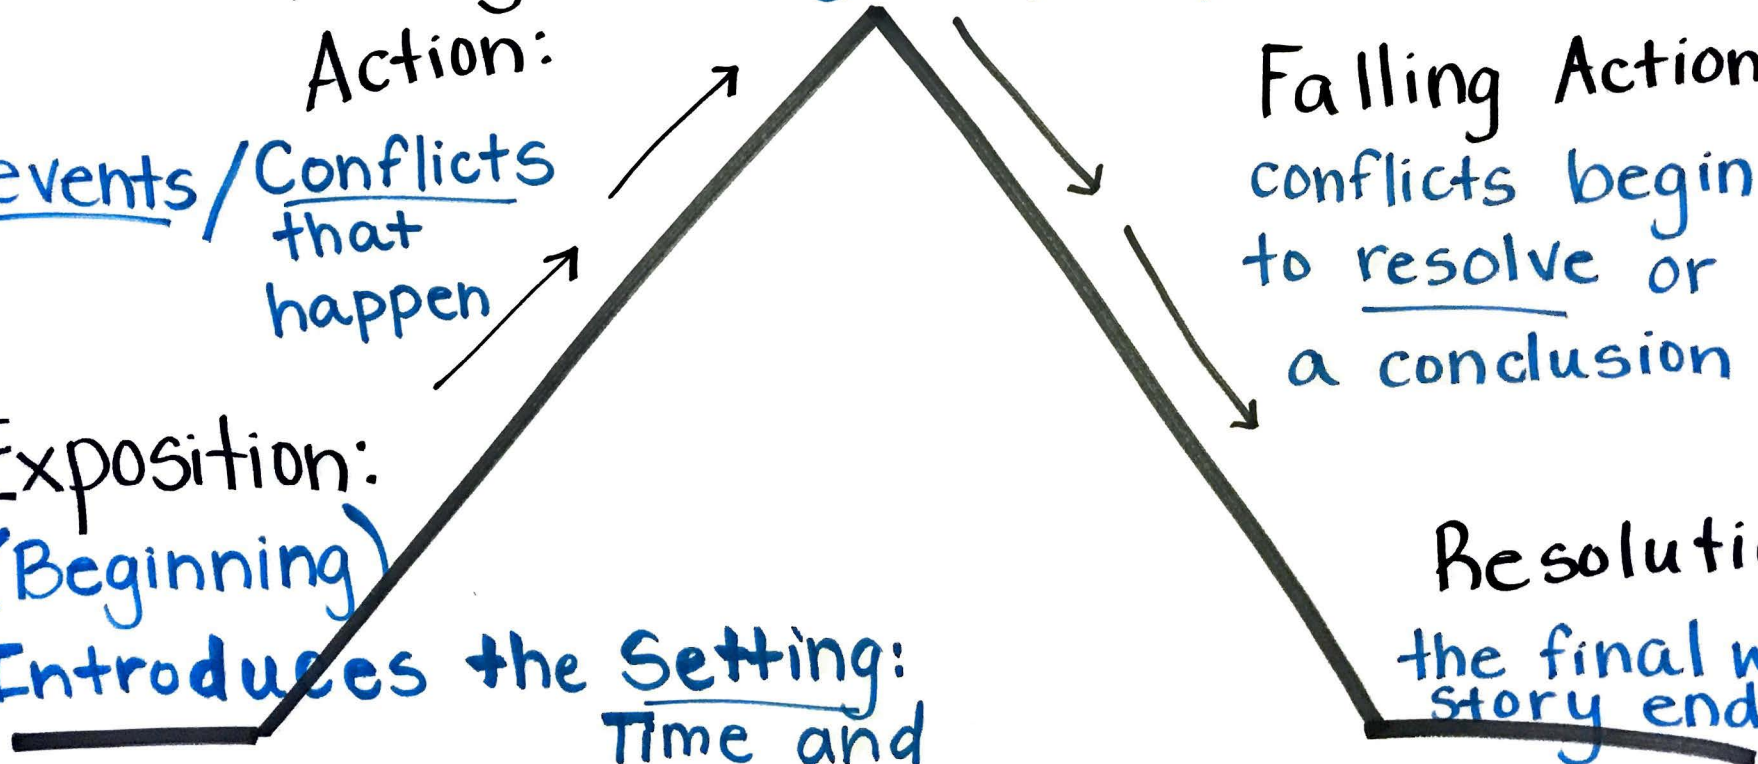 Action:
events/Conflicts
that
happen
Exposition:
(Beginning)
Introduces the Setting:
Time and
Falling Action
conflicts begin
to resolve or
a conclusion
Resoluti
the final
story end